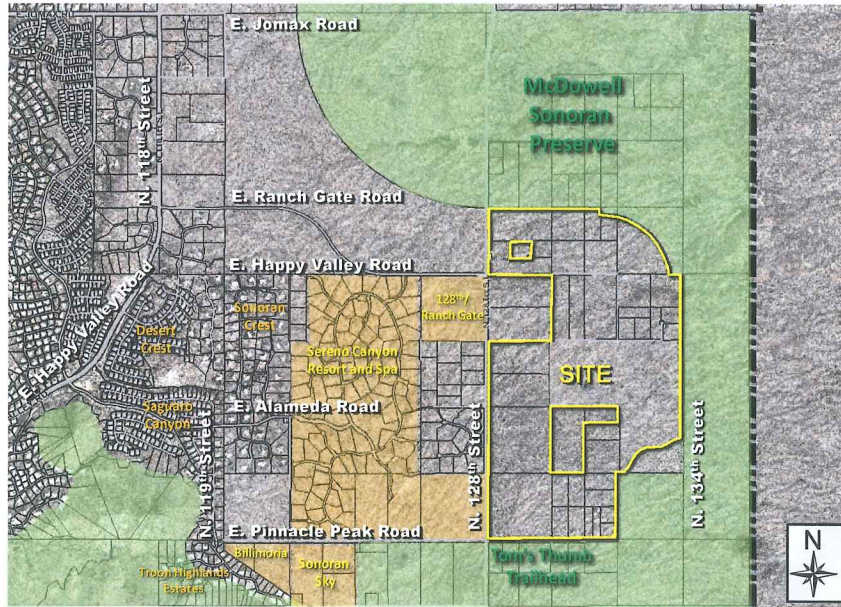 E. Jomax Road
McDowell
Sonoran
Preserve
N. 118th Street
E. Ranch Gate Road
E. Happy Valley Road
E. Happy Valley Road
128th/
Ranch Gate
Sonoran
Crest
Desert
Crest
Sereno Canyon
Resort and Spa
SITE
E. Alameda Road
Saguaro
Canyon
N. 119th Street
N. 128th Street
N. 134th Street
E. Pinnacle Peak Road
Billimoria
Sonoran
Sky
Troon Highlands
Estates
Tom's Thumb
Trailhead
N